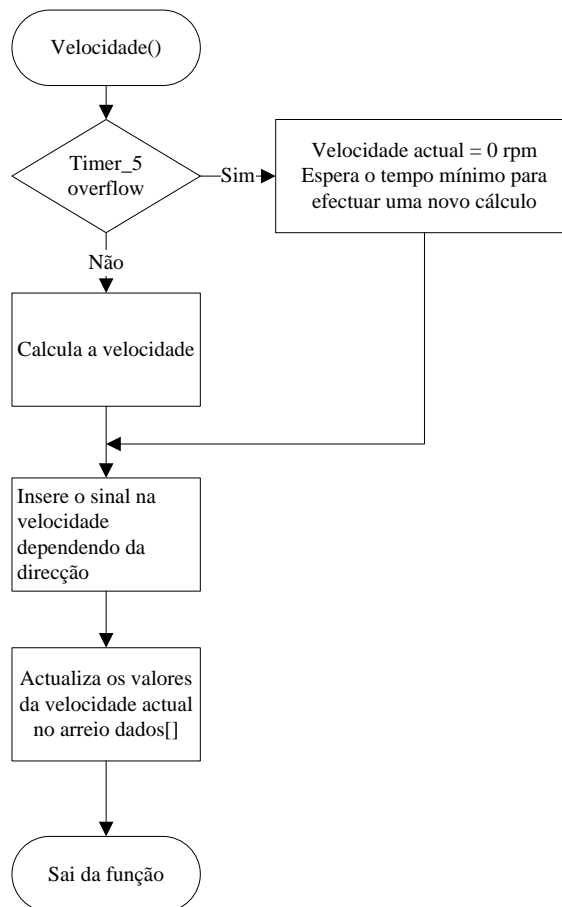 Velocidade()
Timer_5
overflow
Sim
Velocidade actual = 0 rpm
Espera o tempo mínimo para
efectuar uma novo cálculo
Não
Calcula a velocidade
Insere o sinal na
velocidade
dependendo da
direcção
Actualiza os valores
da velocidade actual
no arreio dados[]
Sai da função